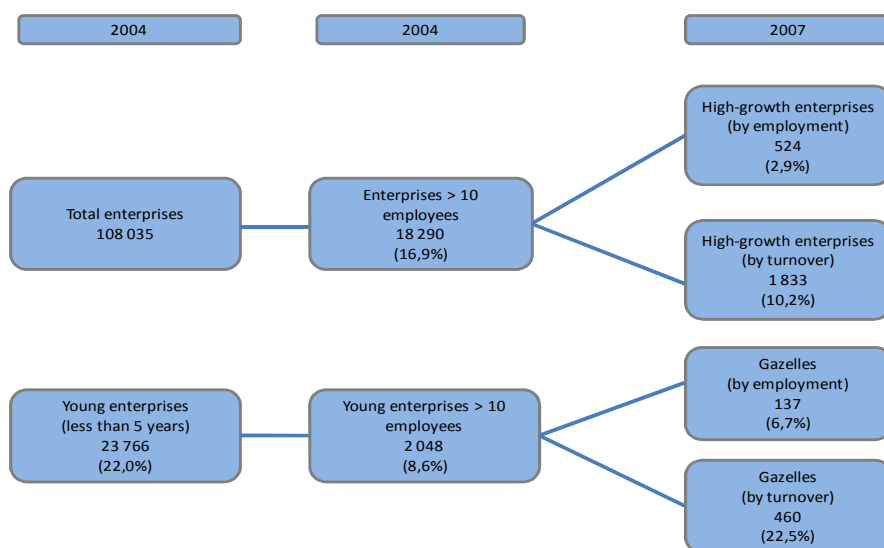 2004
2004
2007
Total enterprises
108 035
Enterprises > 10
employees
18 290
(16,9%)
High-growth enterprises
(by employment)
524
(2,9%)
High-growth enterprises
(by turnover)
1 833
(10,2%)
Young enterprises
(less than 5 years)
23 766
(22,0%)
Young enterprises > 10
employees
2 048
(8,6%)
Gazelles
(by employment)
137
(6,7%)
Gazelles
(by turnover)
460
(22,5%)